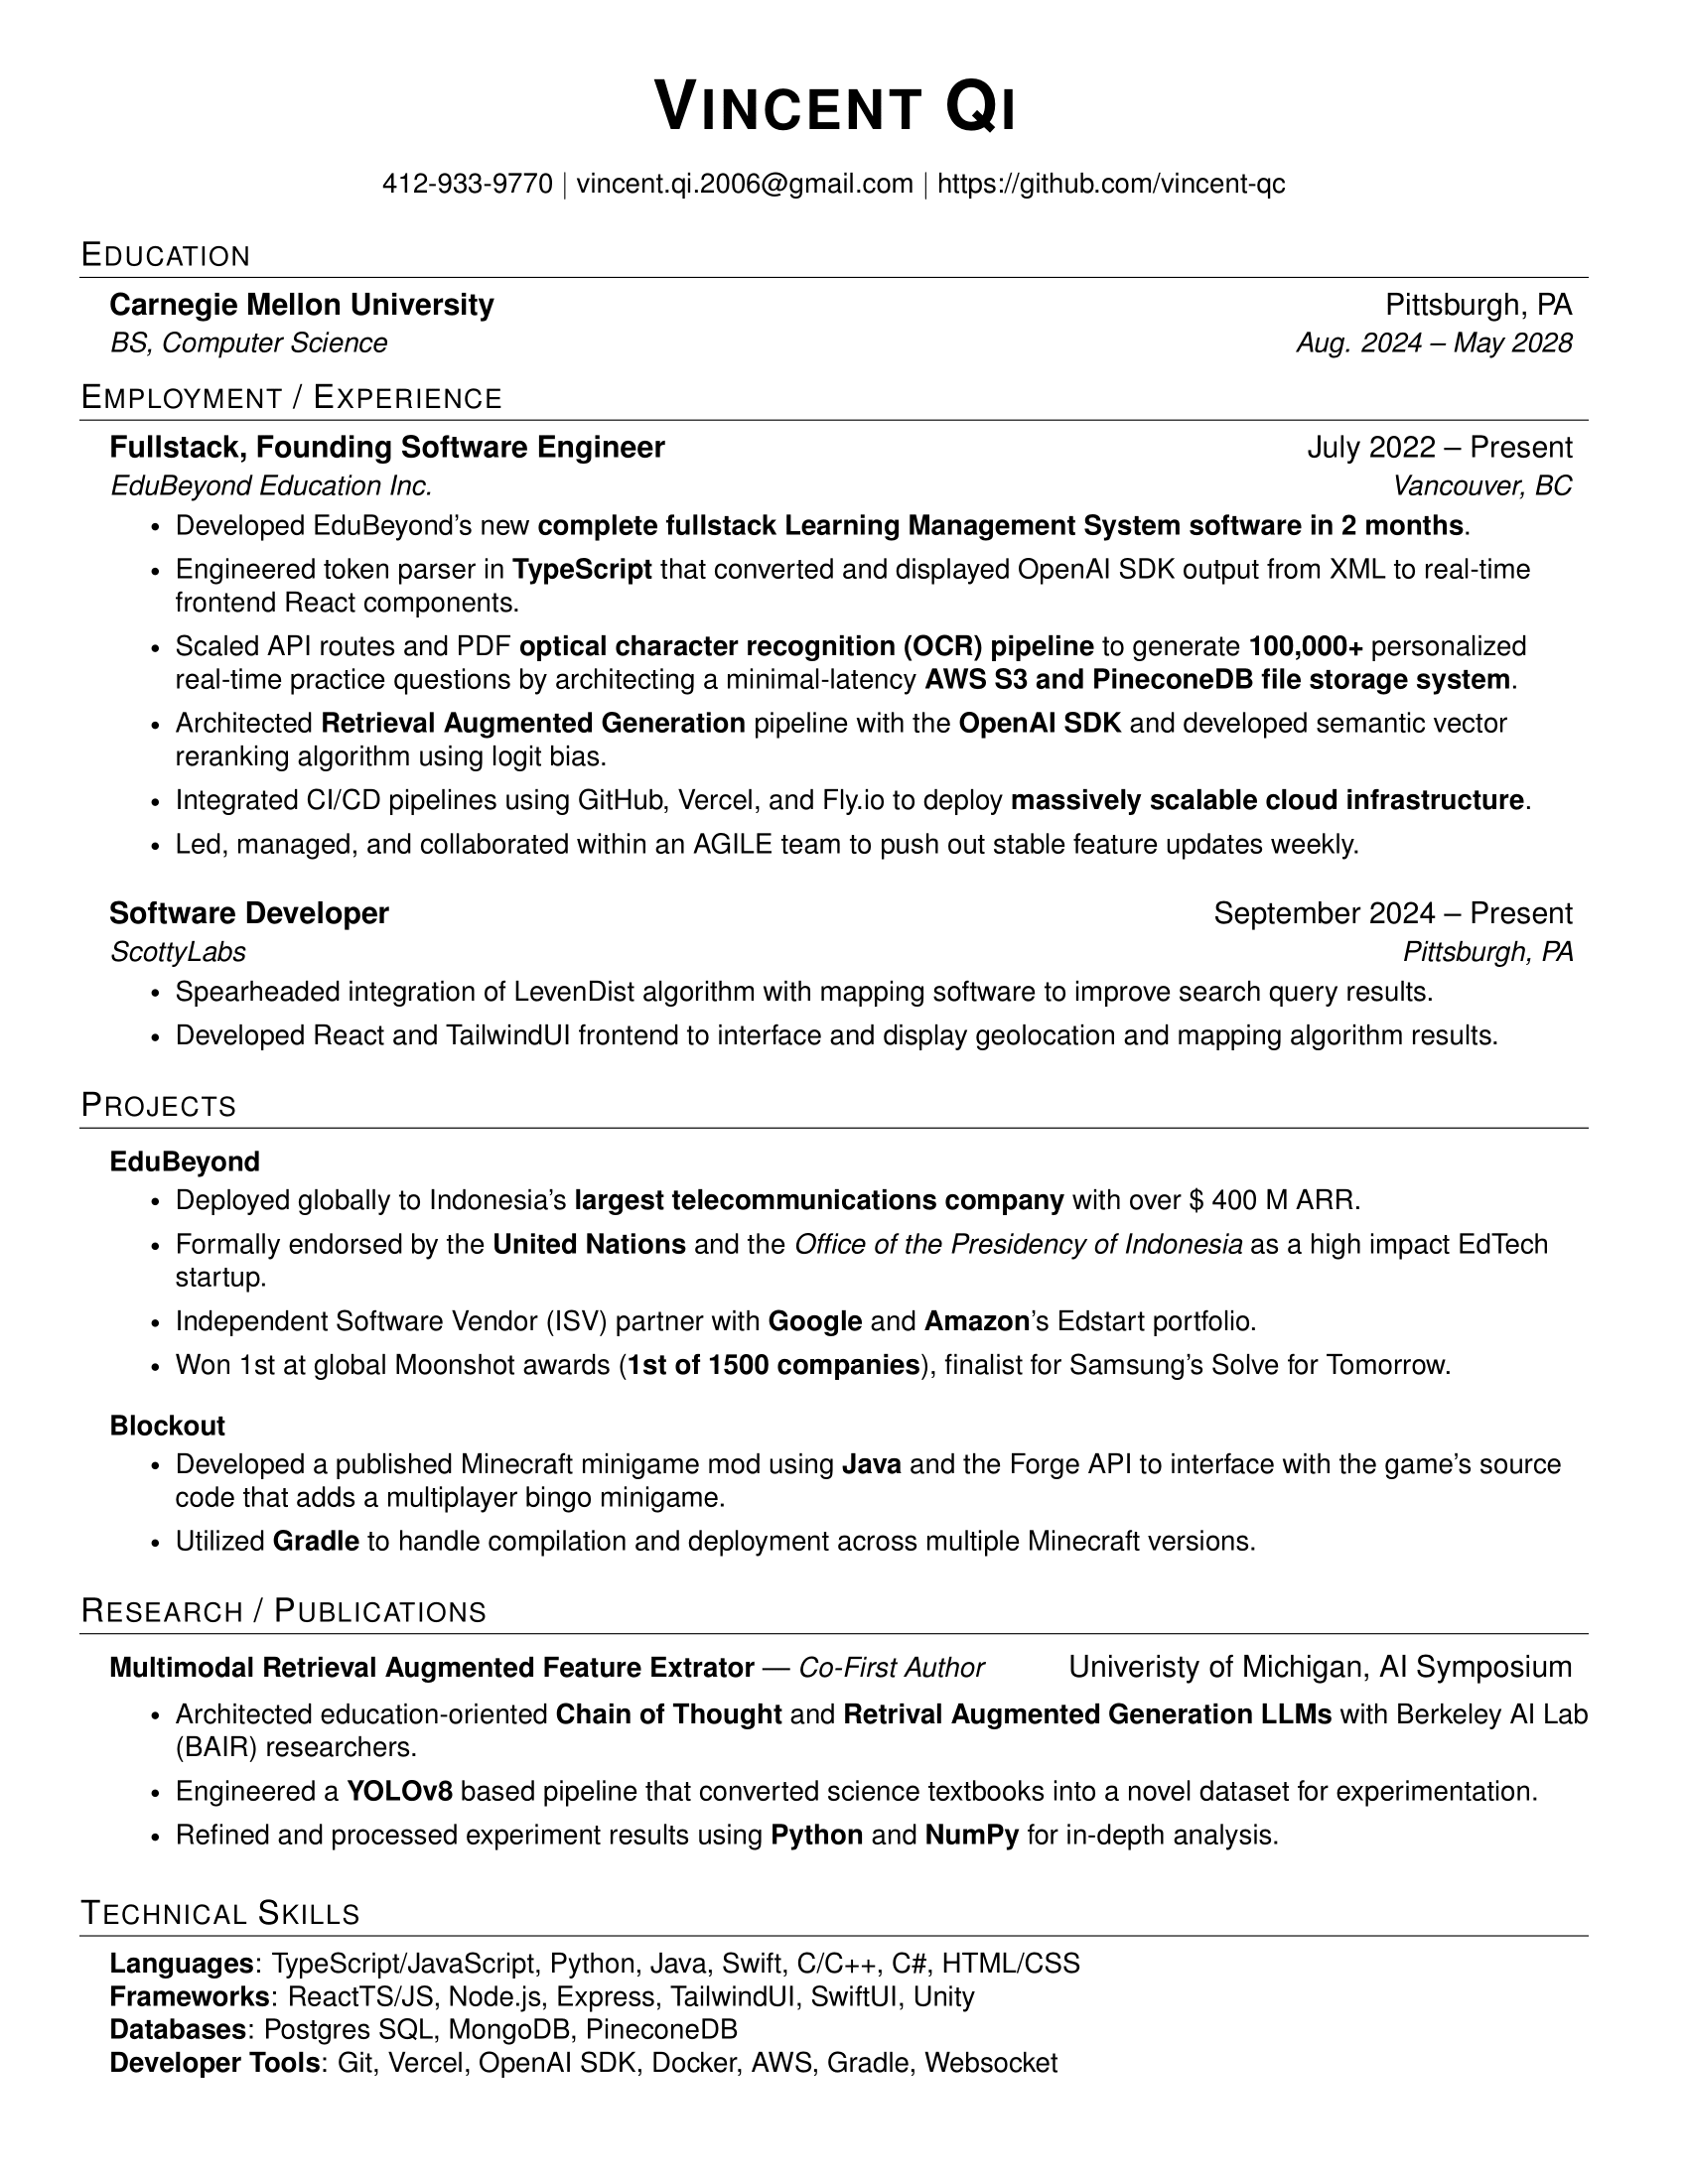 VINCENT QI
412-933-9770 | vincent.qi.2006@gmail.com | https://github.com/vincent-qc
EDUCATION
Carnegie Mellon University Pittsburgh, PA
BS, Computer Science Aug. 2024 – May 2028
EMPLOYMENT / EXPERIENCE
Fullstack, Founding Software Engineer July 2022 – Present
EduBeyond Education Inc. Vancouver, BC
• Developed EduBeyond's new complete fullstack Learning Management System software in 2 months.
• Engineered token parser in TypeScript that converted and displayed OpenAI SDK output from XML to real-time
frontend React components.
• Scaled API routes and PDF optical character recognition (OCR) pipeline to generate 100,000+ personalized
real-time practice questions by architecting a minimal-latency AWS S3 and PineconeDB file storage system.
• Architected Retrieval Augmented Generation pipeline with the OpenAI SDK and developed semantic vector
reranking algorithm using logit bias.
• Integrated CI/CD pipelines using GitHub, Vercel, and Fly.io to deploy massively scalable cloud infrastructure.
• Led, managed, and collaborated within an AGILE team to push out stable feature updates weekly.
Software Developer September 2024 – Present
ScottyLabs Pittsburgh, PA
• Spearheaded integration of LevenDist algorithm with mapping software to improve search query results.
• Developed React and TailwindUI frontend to interface and display geolocation and mapping algorithm results.
PROJECTS
EduBeyond
• Deployed globally to Indonesia's largest telecommunications company with over $ 400 M ARR.
• Formally endorsed by the United Nations and the Office of the Presidency of Indonesia as a high impact EdTech
startup.
• Independent Software Vendor (ISV) partner with Google and Amazon's Edstart portfolio.
• Won 1st at global Moonshot awards (1st of 1500 companies), finalist for Samsung's Solve for Tomorrow.
Blockout
• Developed a published Minecraft minigame mod using Java and the Forge API to interface with the game's source
code that adds a multiplayer bingo minigame.
• Utilized Gradle to handle compilation and deployment across multiple Minecraft versions.
RESEARCH / PUBLICATIONS
Multimodal Retrieval Augmented Feature Extrator — Co-First Author Univeristy of Michigan, AI Symposium
• Architected education-oriented Chain of Thought and Retrival Augmented Generation LLMs with Berkeley AI Lab
(BAIR) researchers.
• Engineered a YOLOv8 based pipeline that converted science textbooks into a novel dataset for experimentation.
• Refined and processed experiment results using Python and NumPy for in-depth analysis.
TECHNICAL SKILLS
Languages: TypeScript/JavaScript, Python, Java, Swift, C/C++, C#, HTML/CSS
Frameworks: ReactTS/JS, Node.js, Express, TailwindUI, SwiftUI, Unity
Databases: Postgres SQL, MongoDB, PineconeDB
Developer Tools: Git, Vercel, OpenAI SDK, Docker, AWS, Gradle, Websocket